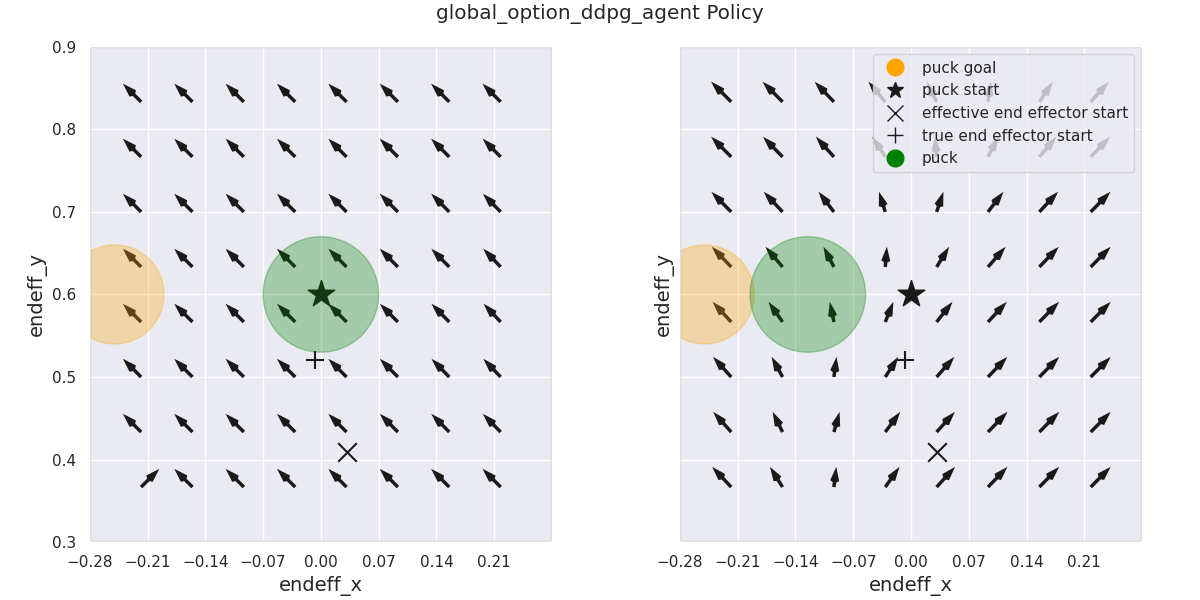 global_option_ddpg_agent Policy
0.9
0.8
0.7
0.6
0.5
0.4
0.3
endeff_y
−0.28 −0.21 −0.14 −0.07 0.00 0.07 0.14 0.21
endeff_x
endeff_y
puck goal
puck start
effective end effector start
true end effector start
puck
−0.28 −0.21 −0.14 −0.07 0.00 0.07 0.14 0.21
endeff_x